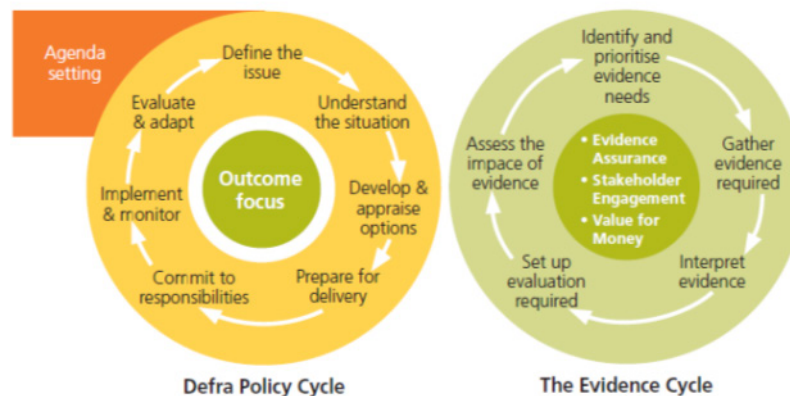 Agenda
setting
Define the
issue
Understand
the situation
Develop &
appraise
options
Prepare for
delivery
Commit to
responsibilities
Implement
& monitor
Evaluate
& adapt
Outcome
focus
Defra Policy Cycle
Identify and
prioritise
evidence
needs
Gather
evidence
required
Interpret
evidence
Set up
evaluation
required
Assess the
impace of
evidence
• Evidence
Assurance
• Stakeholder
Engagement
• Value for
Money
The Evidence Cycle